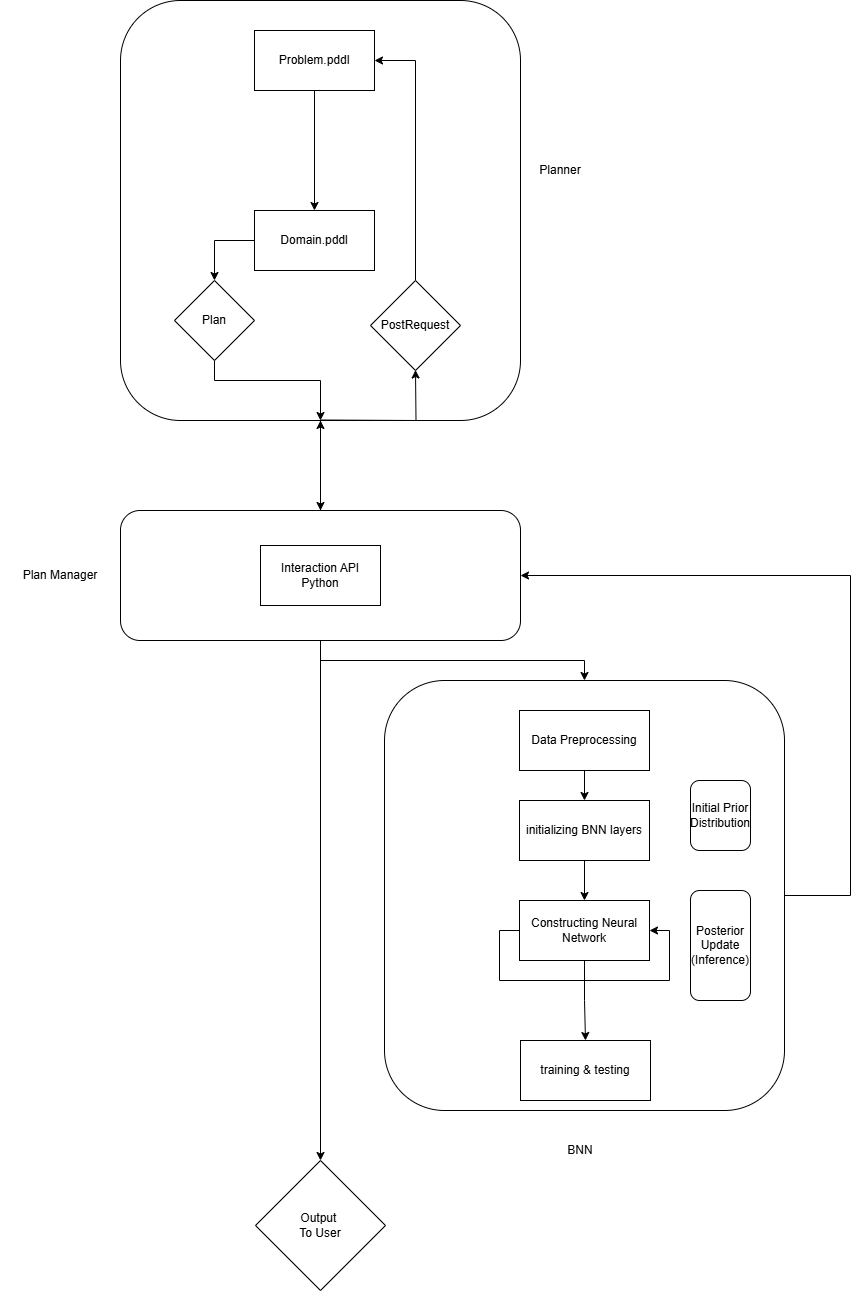 Problem.pddl
Planner
Domain.pddl
Plan
PostRequest
Plan Manager
Interaction API
Python
Data Preprocessing
Initial Prior
Distribution
initializing BNN layers
Constructing Neural
Network
Posterior
Update
(Inference)
training & testing
BNN
Output
To User